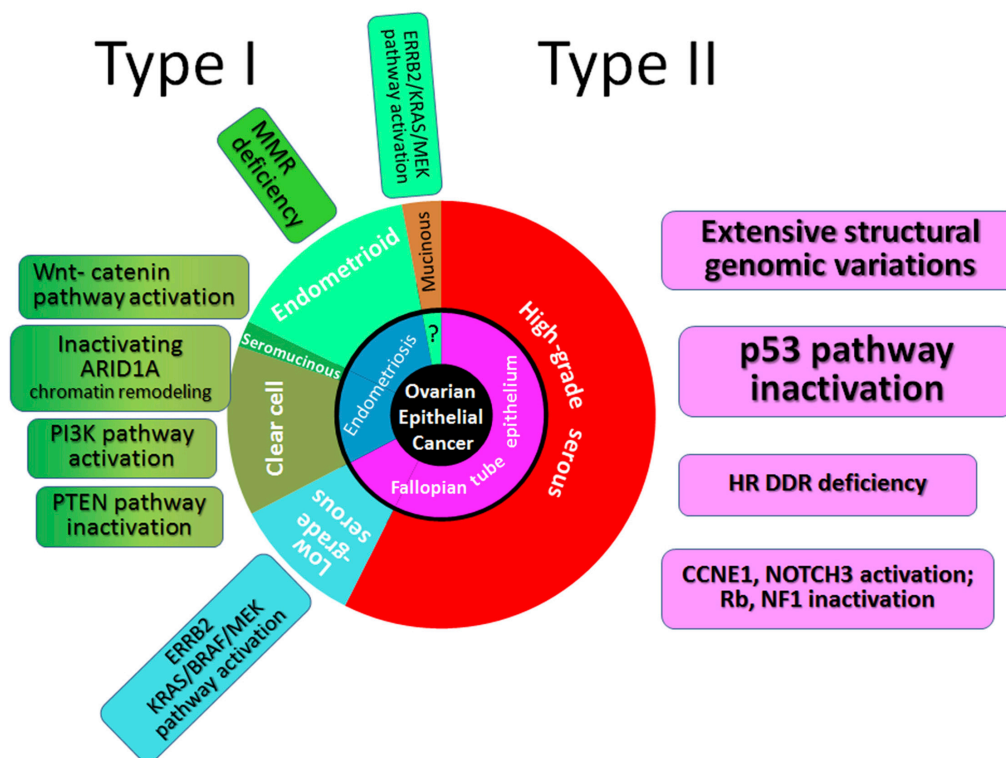 Type I
Type II
ERRB2/KRAS/MEK
pathway activation
MMR
deficiency
Wnt- catenin
pathway activation
Inactivating
ARID1A
chromatin remodeling
PI3K pathway
activation
PTEN pathway
inactivation
ERRB2
KRAS/BRAF/MEK
pathway activation
Mucinous
Endometrioid
Seromucinous
Clear cell
Low
-grade
serous
High-grade serous
?
Endometriosis
Fallopian tube epithelium
Ovarian
Epithelial
Cancer
Extensive structural
genomic variations
p53 pathway
inactivation
HR DDR deficiency
CCNE1, NOTCH3 activation;
Rb, NF1 inactivation